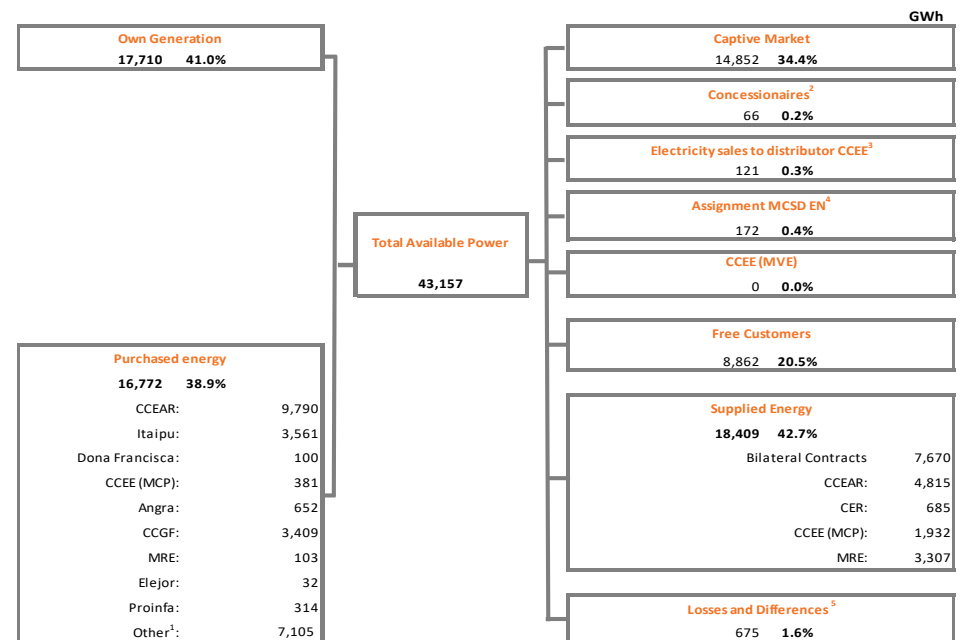 GWh
Own Generation
17,710 41.0%
Purchased energy
16,772 38.9%
CCEAR: 9,790
Itaipu: 3,561
Dona Francisca: 100
CCEE (MCP): 381
Angra: 652
CCGF: 3,409
MRE: 103
Elejor: 32
Proinfa: 314
Other¹: 7,105
Total Available Power
43,157
Captive Market
14,852 34.4%
Concessionaires²
66 0.2%
Electricity sales to distributor CCEE³
121 0.3%
Assignment MCSD EN⁴
172 0.4%
CCEE (MVE)
0 0.0%
Free Customers
8,862 20.5%
Supplied Energy
18,409 42.7%
Bilateral Contracts 7,670
CCEAR: 4,815
CER: 685
CCEE (MCP): 1,932
MRE: 3,307
Losses and Differences ⁵
675 1.6%